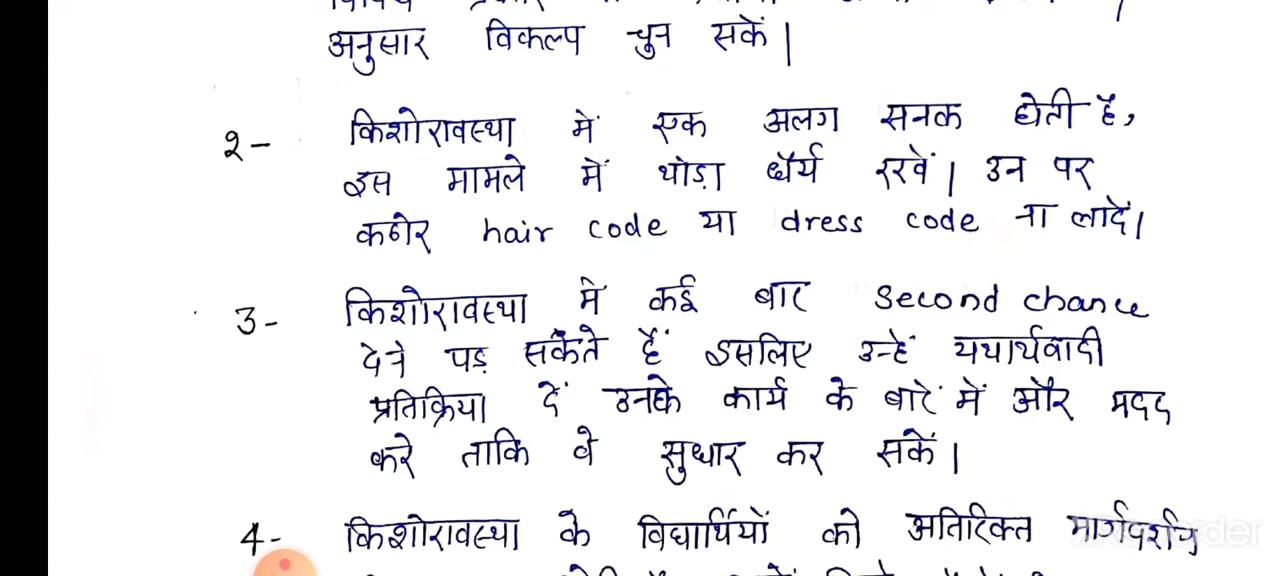 अनुसार विकल्प चुन सकें।
2- किशोरावस्था में एक अलग सनक होती है,
इस मामले में थोड़ा धैर्य रखें। उन पर
कठोर hair code या dress code ना लादें।
3- किशोरावस्था में कई बार second chance
देने पड़ सकते हैं इसलिए उन्हें यथार्थवादी
प्रतिक्रिया दें उनके कार्य के बारें में और मदद
करे ताकि वे सुधार कर सकें।
4- किशोरावस्था के विद्यार्थियों को अतिरिक्त मार्गदर्शन